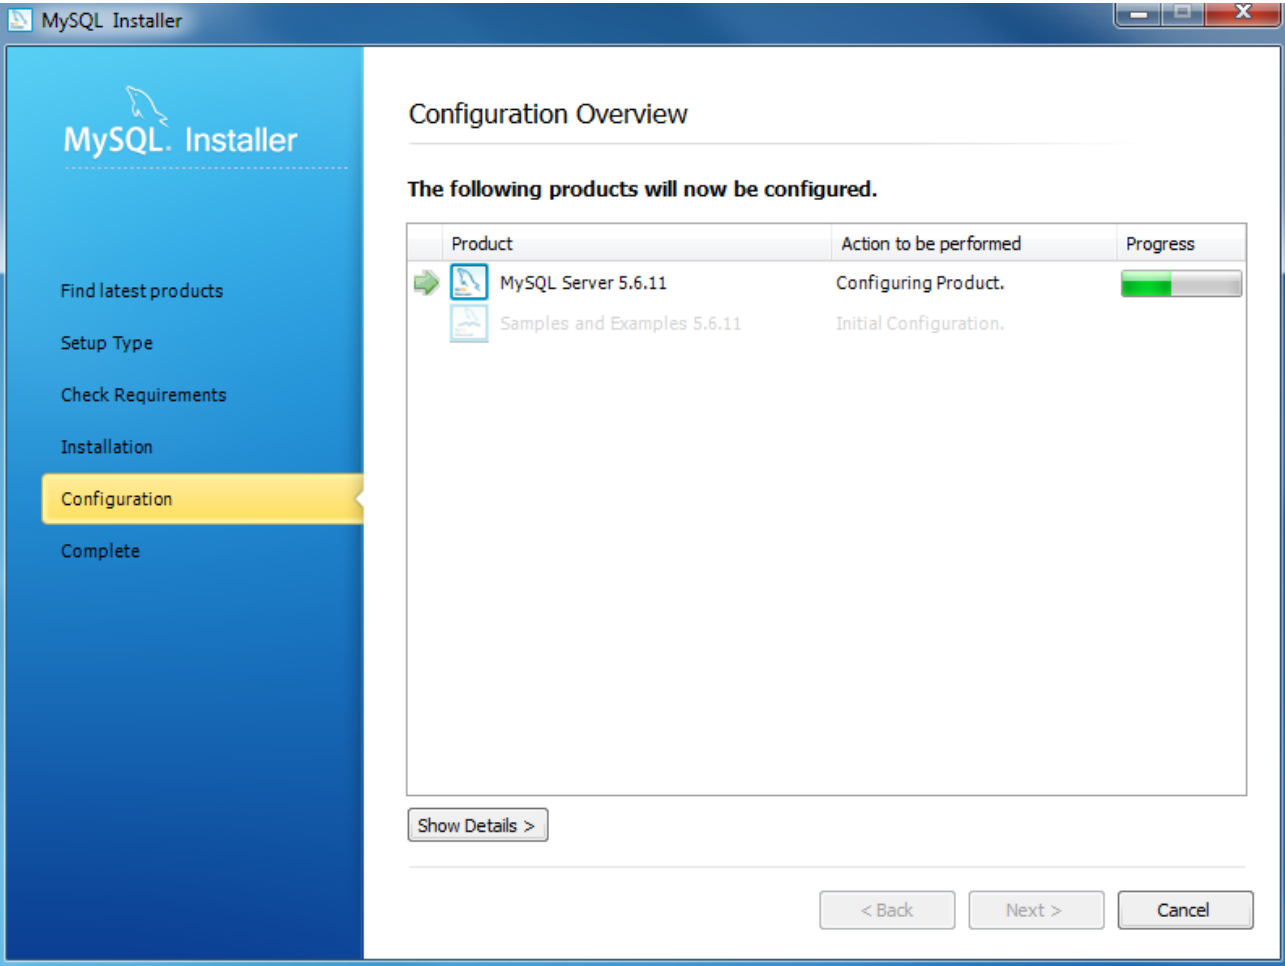 MySQL Installer
MySQL. Installer
Find latest products
Setup Type
Check Requirements
Installation
Configuration
Complete
Configuration Overview
The following products will now be configured.
Product Action to be performed Progress
MySQL Server 5.6.11 Configuring Product.
Samples and Examples 5.6.11 Initial Configuration.
Show Details >
< Back Next > Cancel